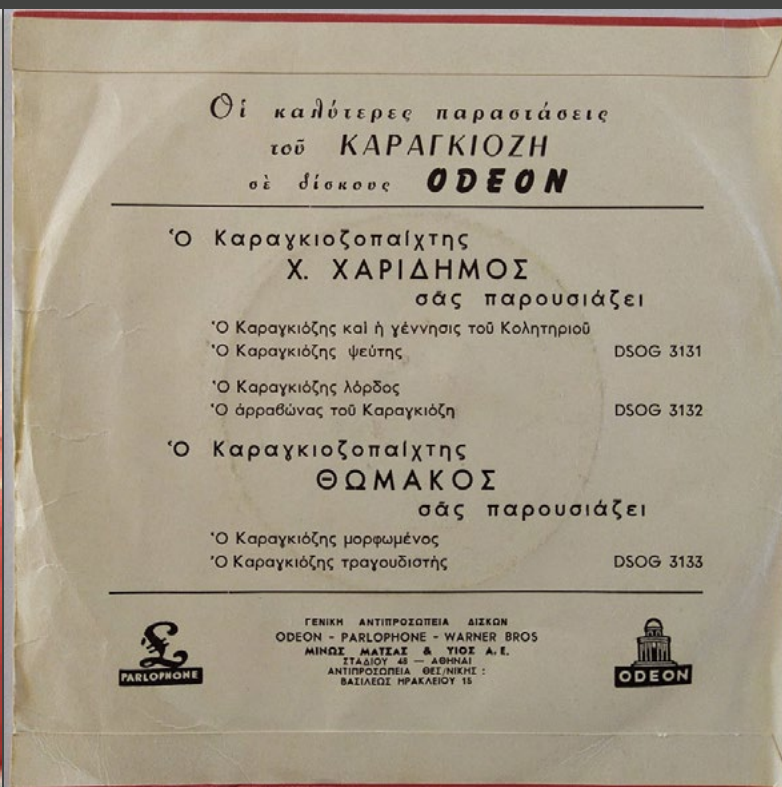 Οἱ καλύτερες παραστάσεις
τοῦ ΚΑΡΑΓΚΙΟΖΗ
σὲ δίσκους ODEON
Ὁ Καραγκιοζοπαίχτης
Χ. ΧΑΡΙΔΗΜΟΣ
σᾶς παρουσιάζει
Ὁ Καραγκιόζης καὶ ἡ γέννησις τοῦ Κολητηριοῦ
Ὁ Καραγκιόζης ψεύτης DSOG 3131
Ὁ Καραγκιόζης λόρδος
Ὁ ἀρραβώνας τοῦ Καραγκιόζη DSOG 3132
Ὁ Καραγκιοζοπαίχτης
ΘΩΜΑΚΟΣ
σᾶς παρουσιάζει
Ὁ Καραγκιόζης μορφωμένος
Ὁ Καραγκιόζης τραγουδιστής DSOG 3133
ΓΕΝΙΚΗ ΑΝΤΙΠΡΟΣΩΠΕΙΑ ΔΙΣΚΩΝ
ODEON - PARLOPHONE - WARNER BROS
ΜΙΝΩΣ ΜΑΤΣΑΣ & ΥΙΟΣ Α.Ε.
ΣΤΑΔΙΟΥ 48 — ΑΘΗΝΑΙ
ΑΝΤΙΠΡΟΣΩΠΕΙΑ ΘΕΣ/ΝΙΚΗΣ :
ΒΑΣΙΛΕΩΣ ΗΡΑΚΛΕΙΟΥ 15
PARLOPHONE
ODEON